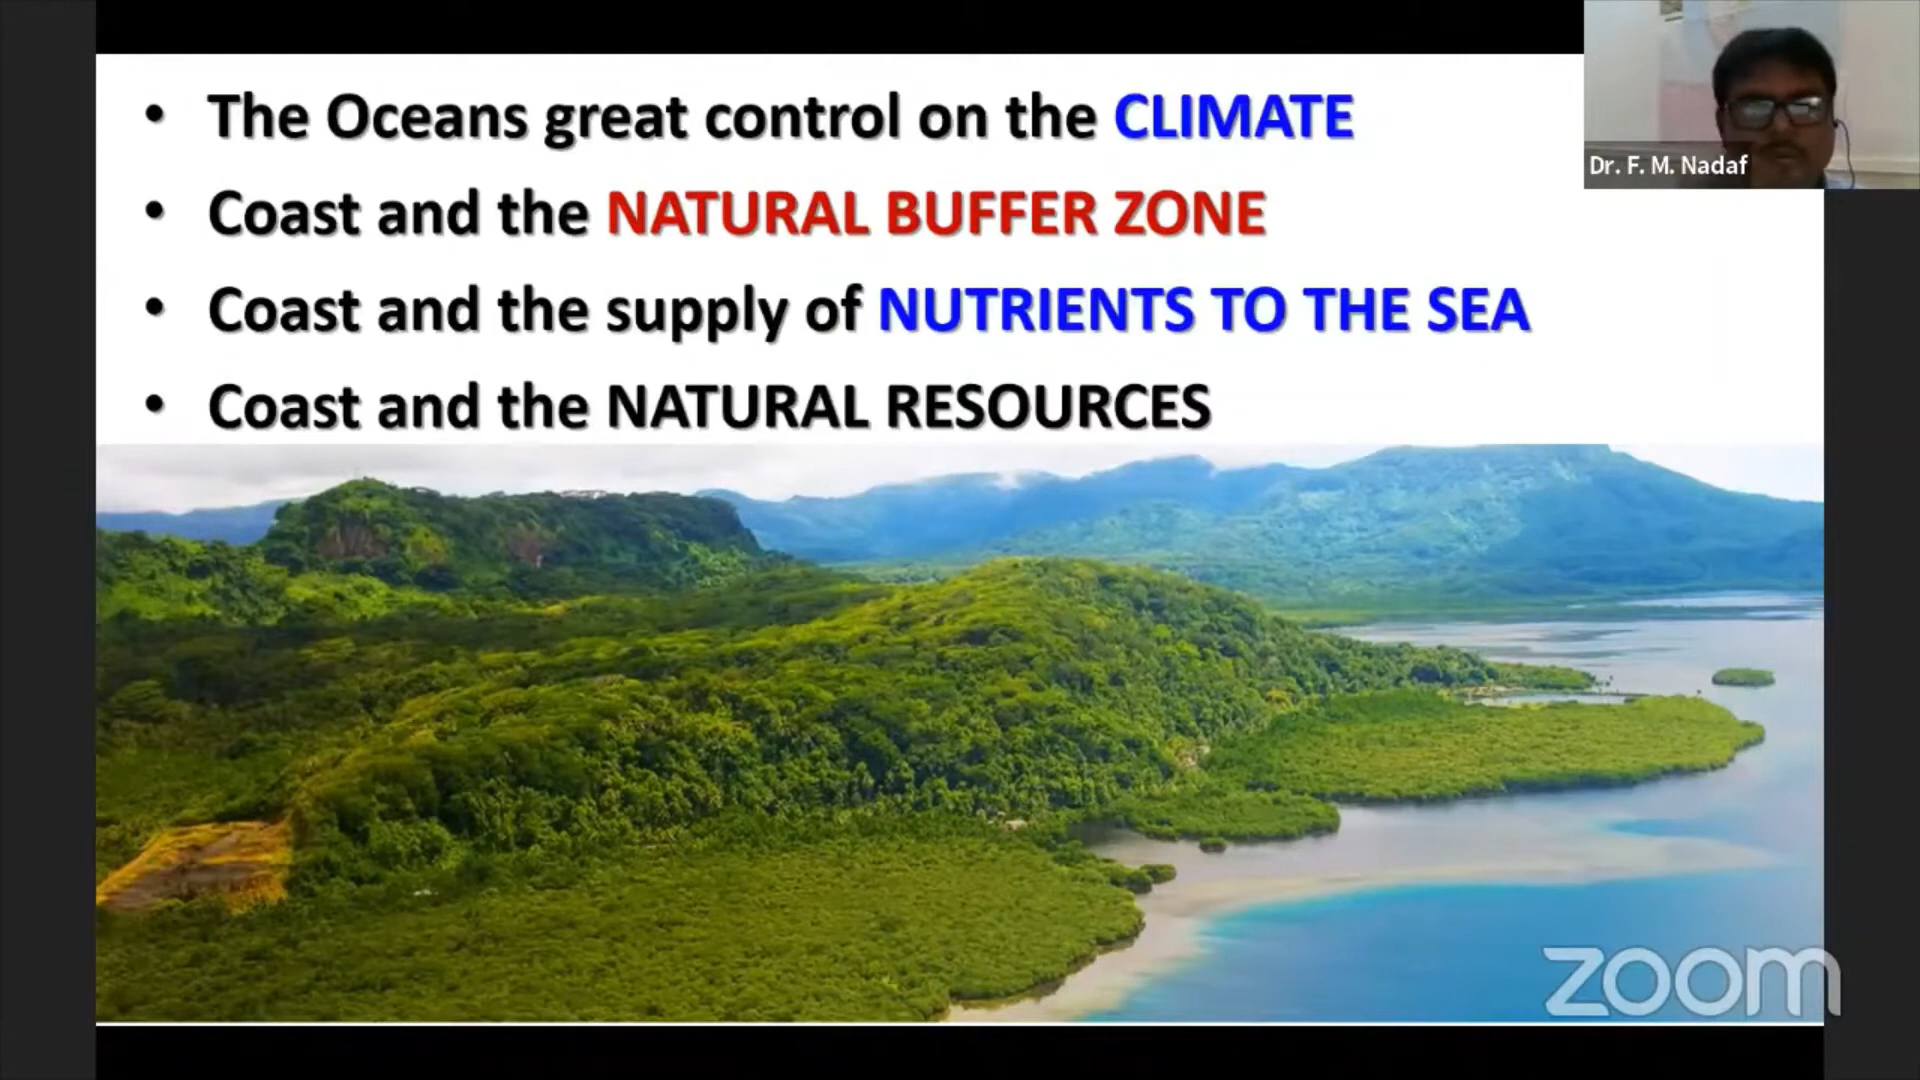 • The Oceans great control on the CLIMATE
• Coast and the NATURAL BUFFER ZONE
• Coast and the supply of NUTRIENTS TO THE SEA
• Coast and the NATURAL RESOURCES
Dr. F. M. Nadaf
zoom